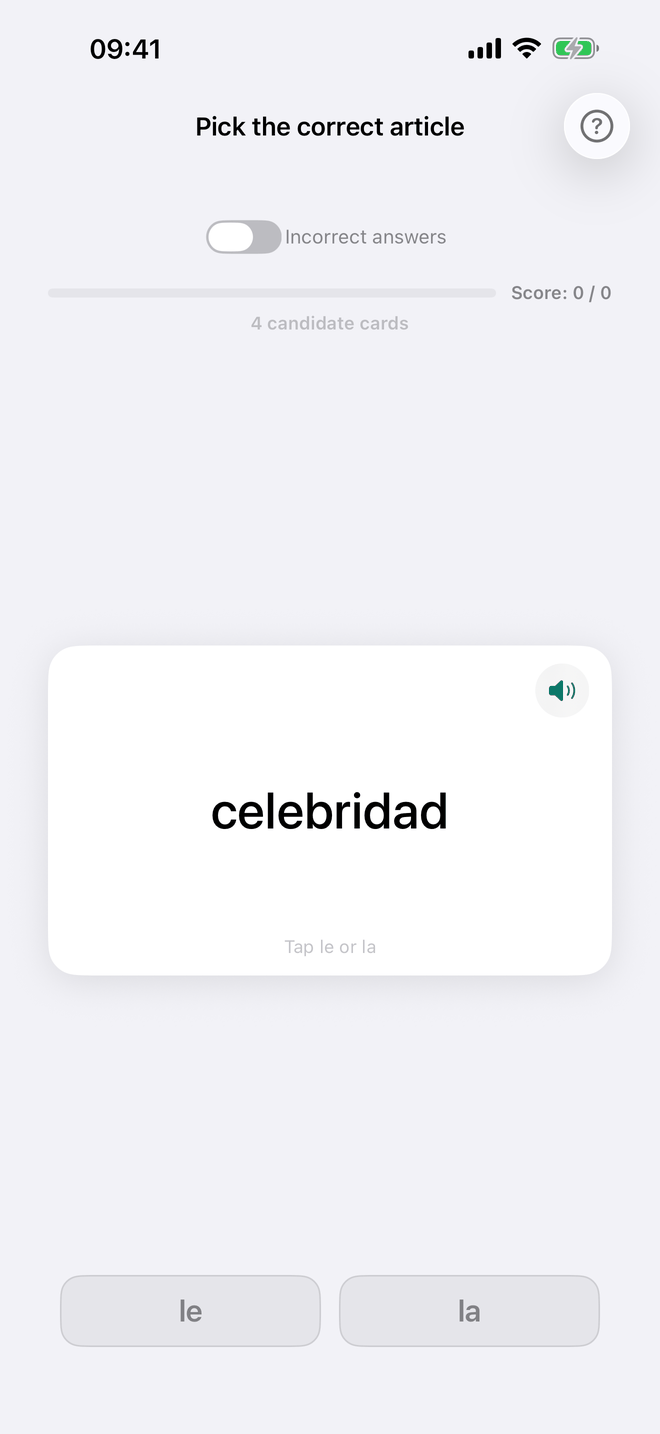 09:41
Pick the correct article
Incorrect answers
Score: 0 / 0
4 candidate cards
celebridad
Tap le or la
le
la